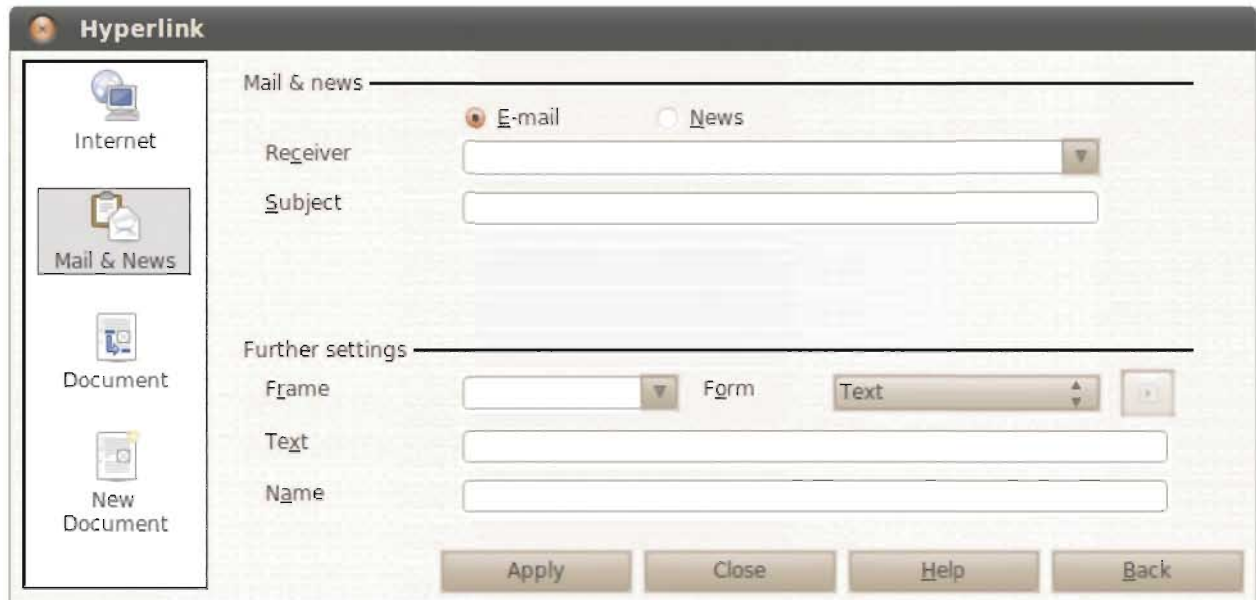 Hyperlink
Internet
Mail & News
Document
New
Document
Mail & news
E-mail News
Receiver
Subject
Further settings
Frame Form Text
Text
Name
Apply Close Help Back